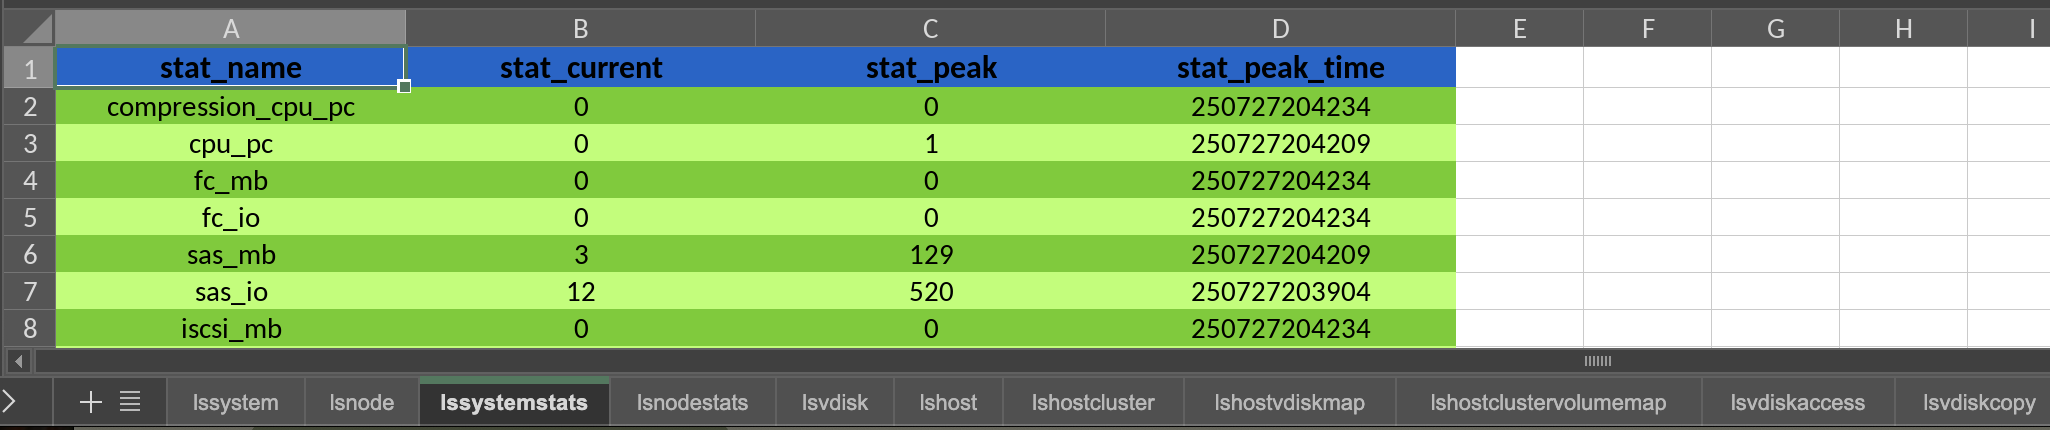 A B C D E F G H I
1 stat_name stat_current stat_peak stat_peak_time
2 compression_cpu_pc 0 0 250727204234
3 cpu_pc 0 1 250727204209
4 fc_mb 0 0 250727204234
5 fc_io 0 0 250727204234
6 sas_mb 3 129 250727204209
7 sas_io 12 520 250727203904
8 iscsi_mb 0 0 250727204234
lssystem lsnode lssystemstats lsnodestats lsvdisk lshost lshostcluster lshostvdiskmap lshostclustervolumemap lsvdiskaccess lsvdiskcopy